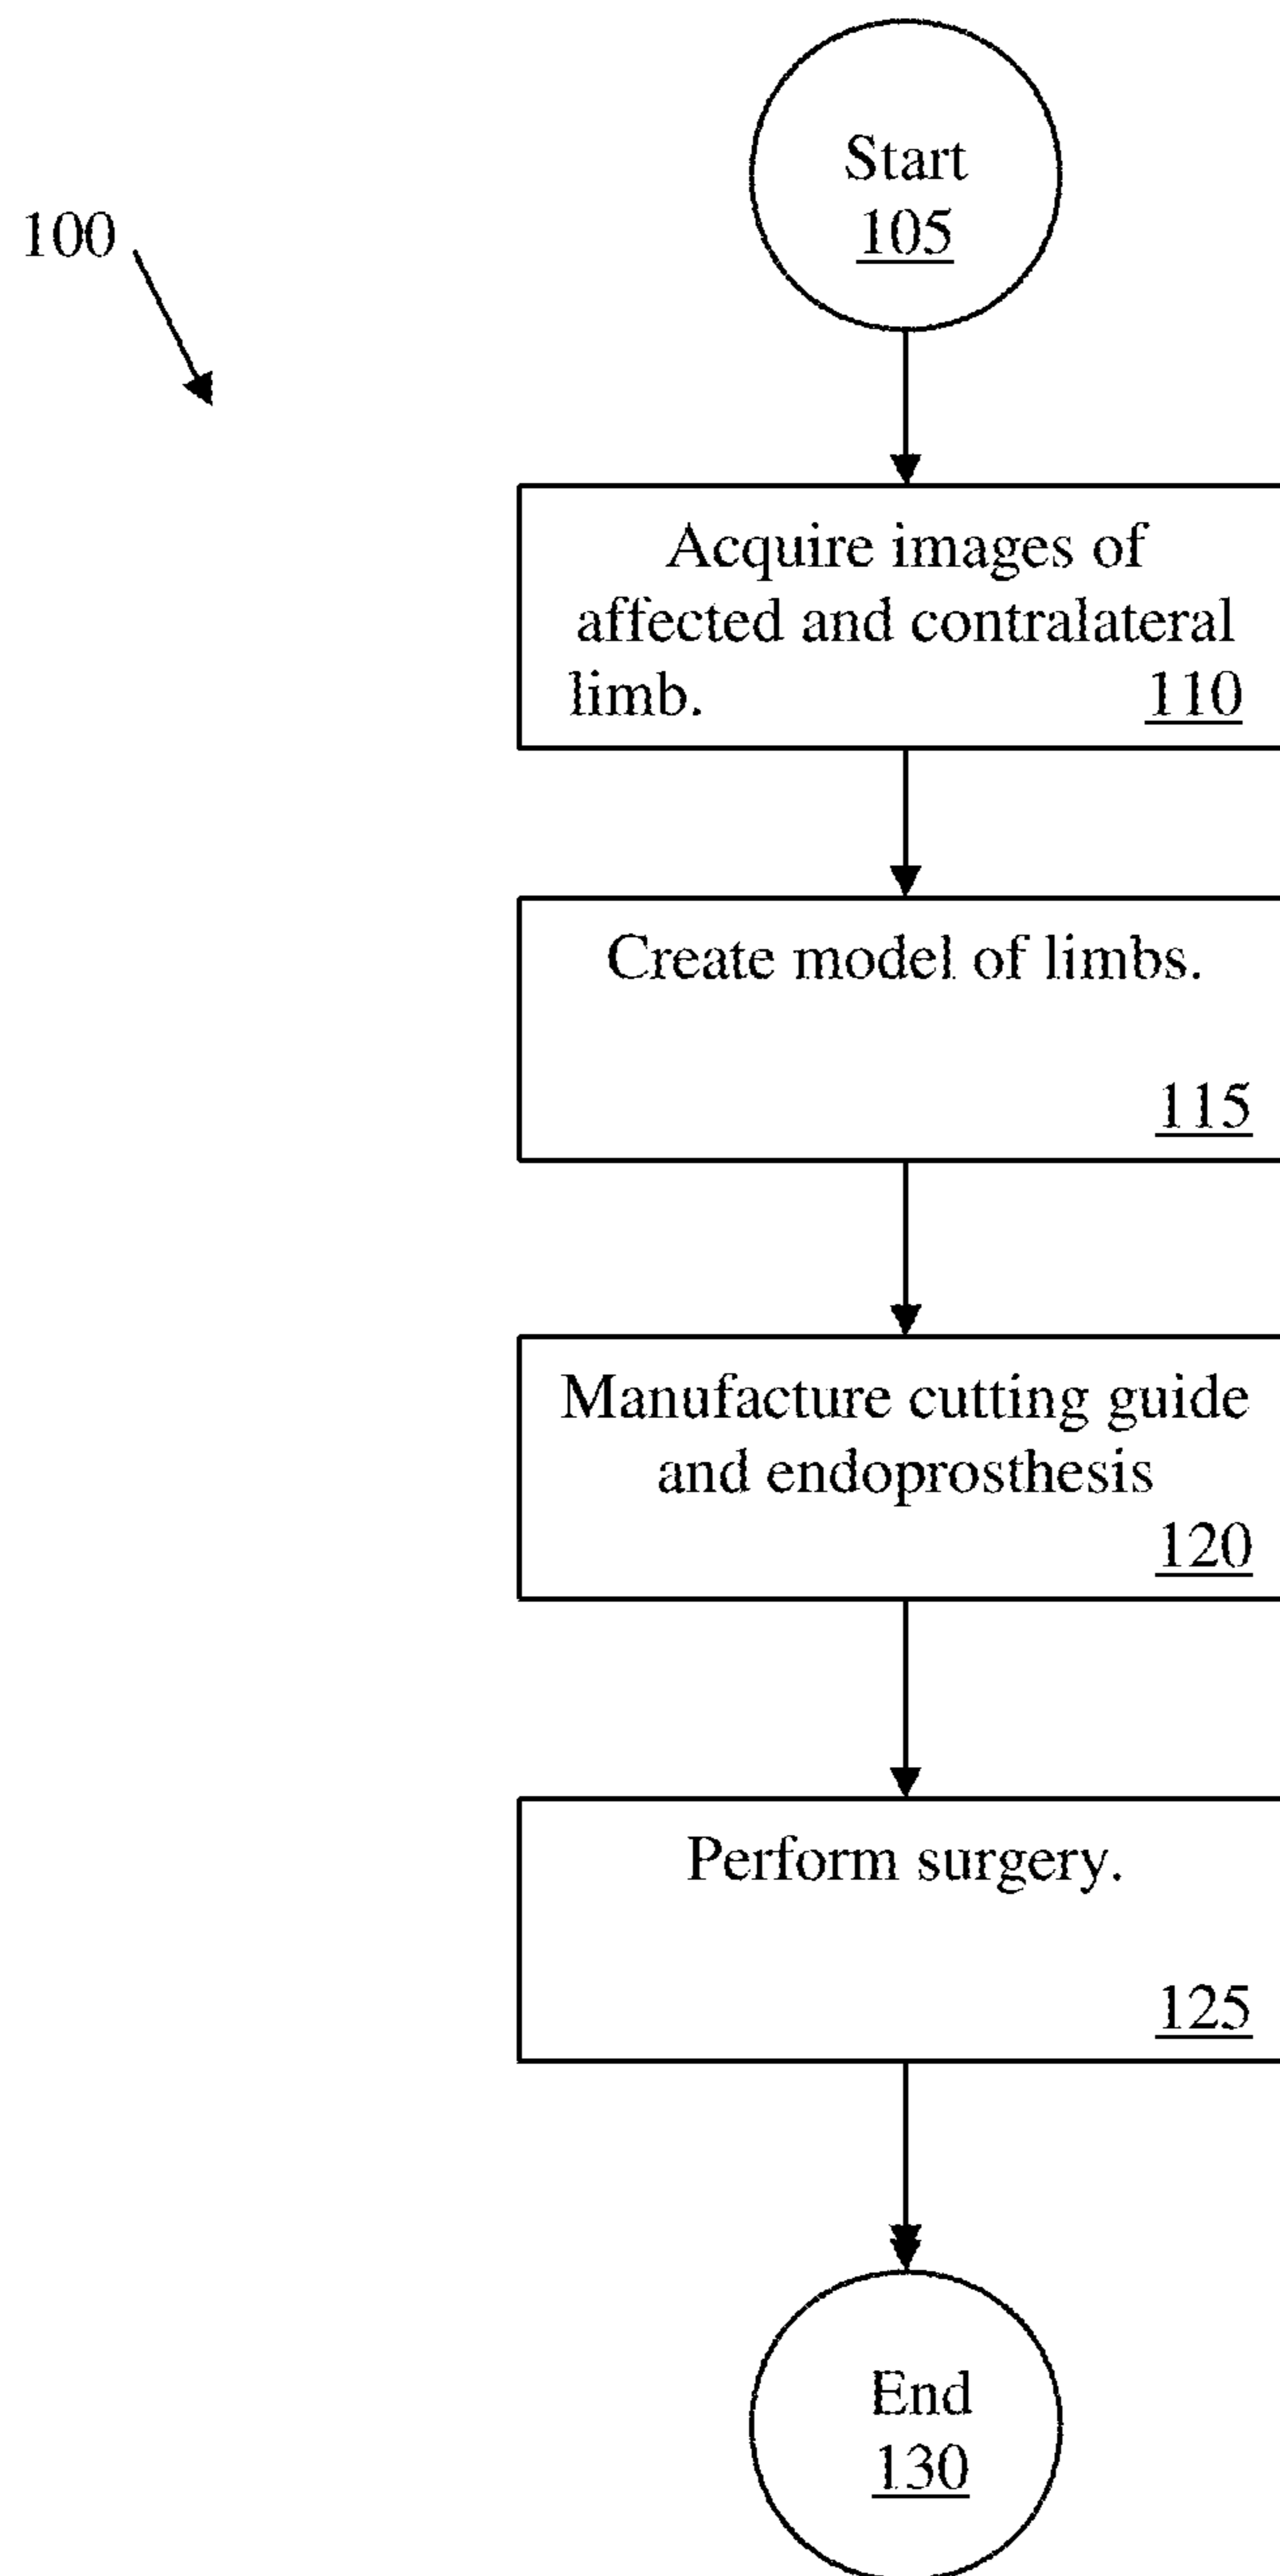 Start
105
100
Acquire images of
affected and contralateral
limb. 110
Create model of limbs.
115
Manufacture cutting guide
and endoprosthesis
120
Perform surgery.
125
End
130